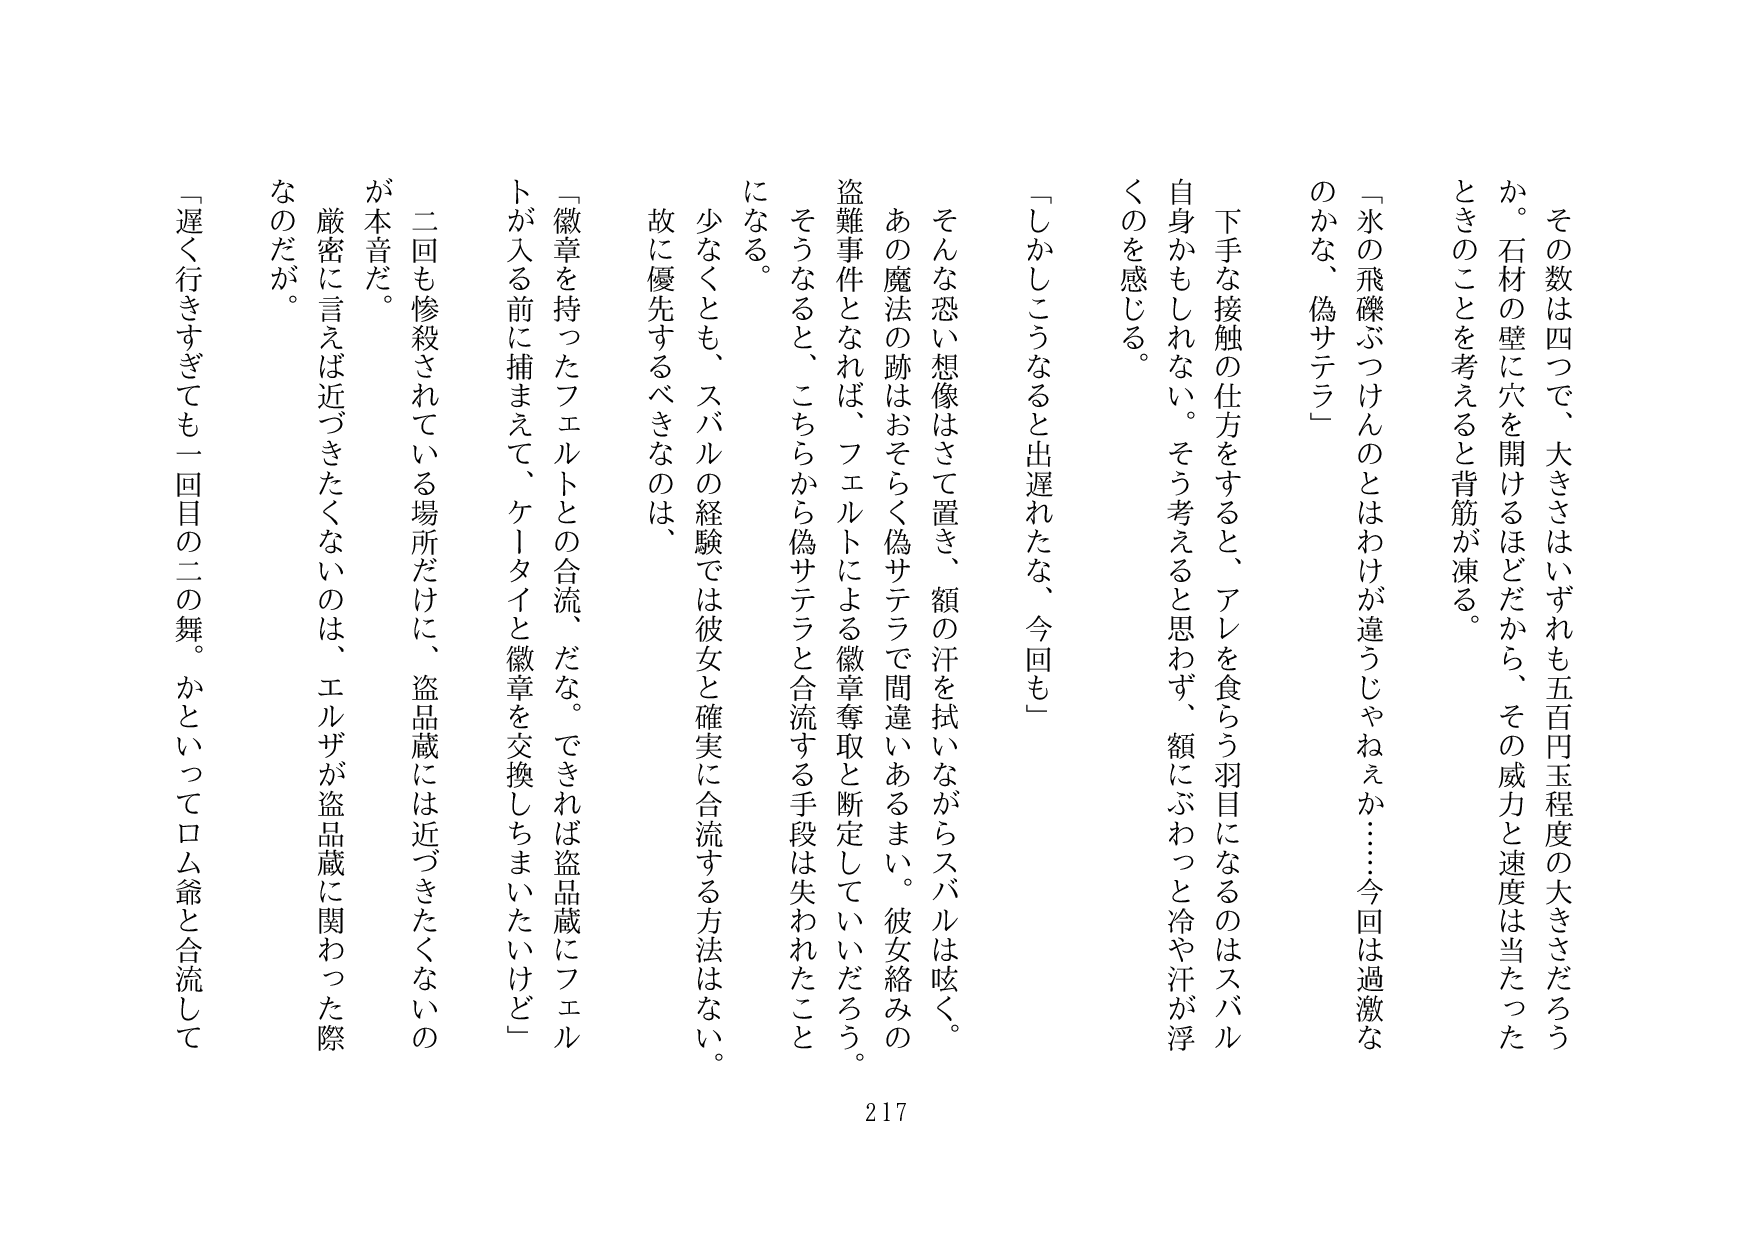 その数は四つで、大きさはいずれも五百円玉程度の大きさだろう
か。石材の壁に穴を開けるほどだから、その威力と速度は当たった
ときのことを考えると背筋が凍る。
「氷の飛礫ぶつけんのとはわけが違うじゃねぇか……今回は過激な
のかな、偽サテラ」
　下手な接触の仕方をすると、アレを食らう羽目になるのはスバル
自身かもしれない。そう考えると思わず、額にぶわっと冷や汗が浮
くのを感じる。
「しかしこうなると出遅れたな、今回も」
　そんな恐い想像はさて置き、額の汗を拭いながらスバルは呟く。
　あの魔法の跡はおそらく偽サテラで間違いあるまい。彼女絡みの
盗難事件となれば、フェルトによる徽章奪取と断定していいだろう。
　そうなると、こちらから偽サテラと合流する手段は失われたこと
になる。
　少なくとも、スバルの経験では彼女と確実に合流する方法はない。
　故に優先するべきなのは、
「徽章を持ったフェルトとの合流、だな。できれば盗品蔵にフェル
トが入る前に捕まえて、ケータイと徽章を交換しちまいたいけど」
　二回も惨殺されている場所だけに、盗品蔵には近づきたくないの
が本音だ。
　厳密に言えば近づきたくないのは、エルザが盗品蔵に関わった際
なのだが。
「遅く行きすぎても一回目の二の舞。かといってロム爺と合流して
217